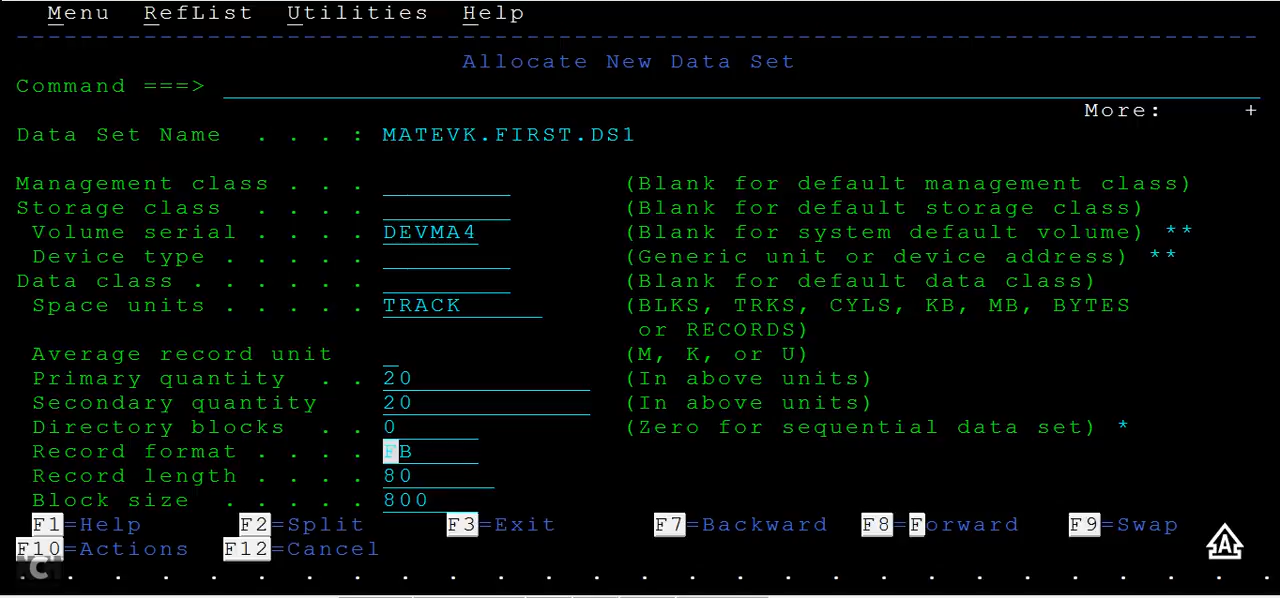 Menu RefList Utilities Help
Allocate New Data Set
Command ===>
More: +
Data Set Name . . . : MATEVK.FIRST.DS1
Management class . . . (Blank for default management class)
Storage class . . . . (Blank for default storage class)
Volume serial . . . . DEVMA4 (Blank for system default volume) **
Device type . . . . . (Generic unit or device address) **
Data class . . . . . . (Blank for default data class)
Space units . . . . . TRACK (BLKS, TRKS, CYLS, KB, MB, BYTES
or RECORDS)
Average record unit (M, K, or U)
Primary quantity . . 20 (In above units)
Secondary quantity 20 (In above units)
Directory blocks . . 0 (Zero for sequential data set) *
Record format . . . . FB
Record length . . . . 80
Block size . . . . . 800
F1=Help F2=Split F3=Exit F7=Backward F8=Forward F9=Swap
F10=Actions F12=Cancel
A
C